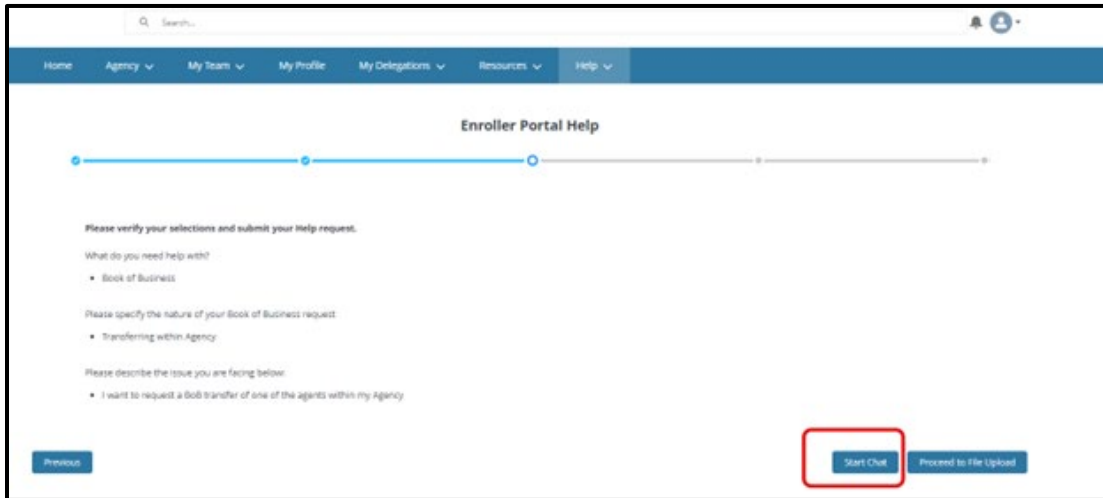 Search...
Home Agency My Team My Profile My Delegations Resources Help
Enroller Portal Help
Please verify your selections and submit your Help request.
What do you need help with?
• Book of Business
Please specify the nature of your Book of Business request
• Transferring within Agency
Please describe the issue you are facing below:
• I want to request a BoB transfer of one of the agents within my Agency
Previous Start Chat Proceed to File Upload